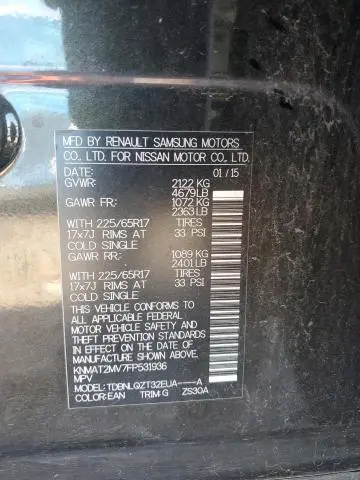 MFD BY RENAULT SAMSUNG MOTORS
CO., LTD. FOR NISSAN MOTOR CO., LTD.
DATE: 01/15
GVWR: 2122 KG
4679LB
GAWR FR: 1072 KG
2363LB
WITH 225/65R17 TIRES
17x7J RIMS AT 33 PSI
COLD SINGLE
GAWR RR: 1089 KG
2401LB
WITH 225/65R17 TIRES
17x7J RIMS AT 33 PSI
COLD SINGLE
THIS VEHICLE CONFORMS TO
ALL APPLICABLE FEDERAL
MOTOR VEHICLE SAFETY AND
THEFT PREVENTION STANDARDS
IN EFFECT ON THE DATE OF
MANUFACTURE SHOWN ABOVE.
KNMAT2MV7FP531936
MPV
MODEL: TDBNLQZT32EUA----A
COLOR:EAN TRIM:G ZS30A